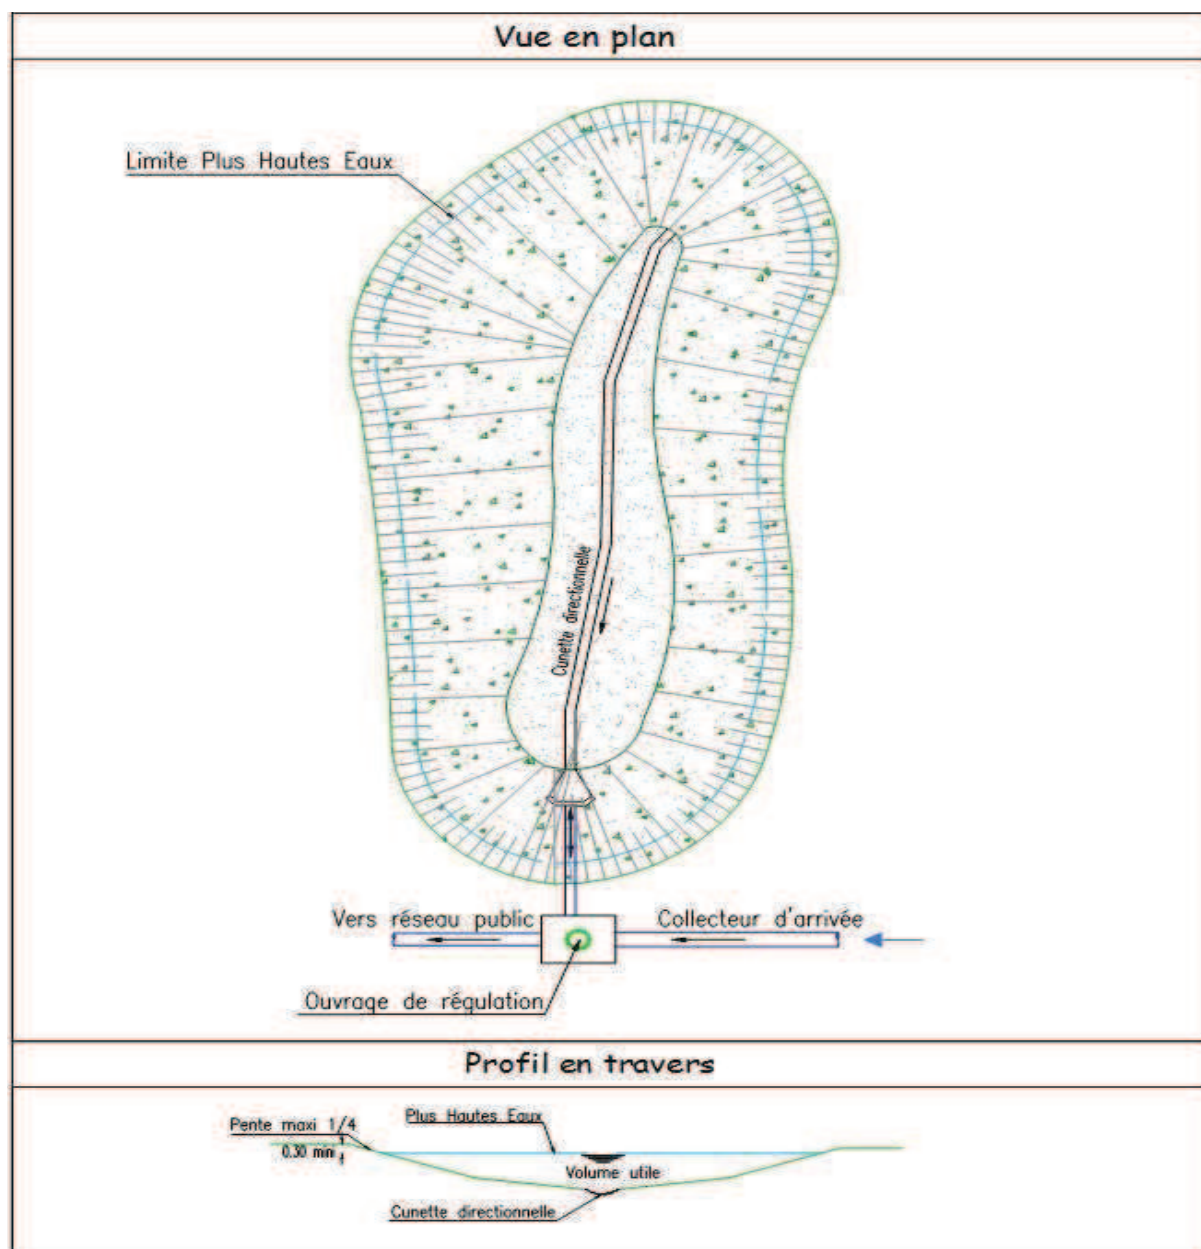 Vue en plan
Limite Plus Hautes Eaux
Cunette directionnelle
Vers réseau public
Collecteur d'arrivée
Ouvrage de régulation
Profil en travers
Plus Hautes Eaux
Pente maxi 1/4
0.30 mini
Volume utile
Cunette directionnelle